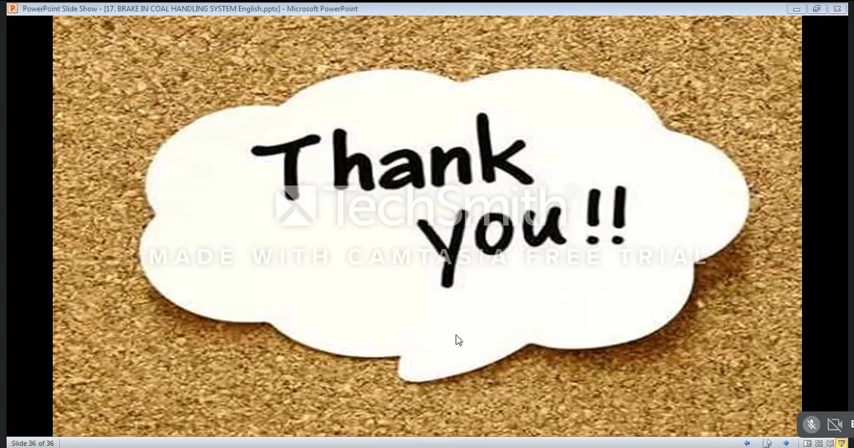 PowerPoint Slide Show - [17. BRAKE IN COAL HANDLING SYSTEM English.pptx] - Microsoft PowerPoint
Thank
you!!
TechSmith
MADE WITH CAMTASIA FREE TRIAL
Slide 36 of 36